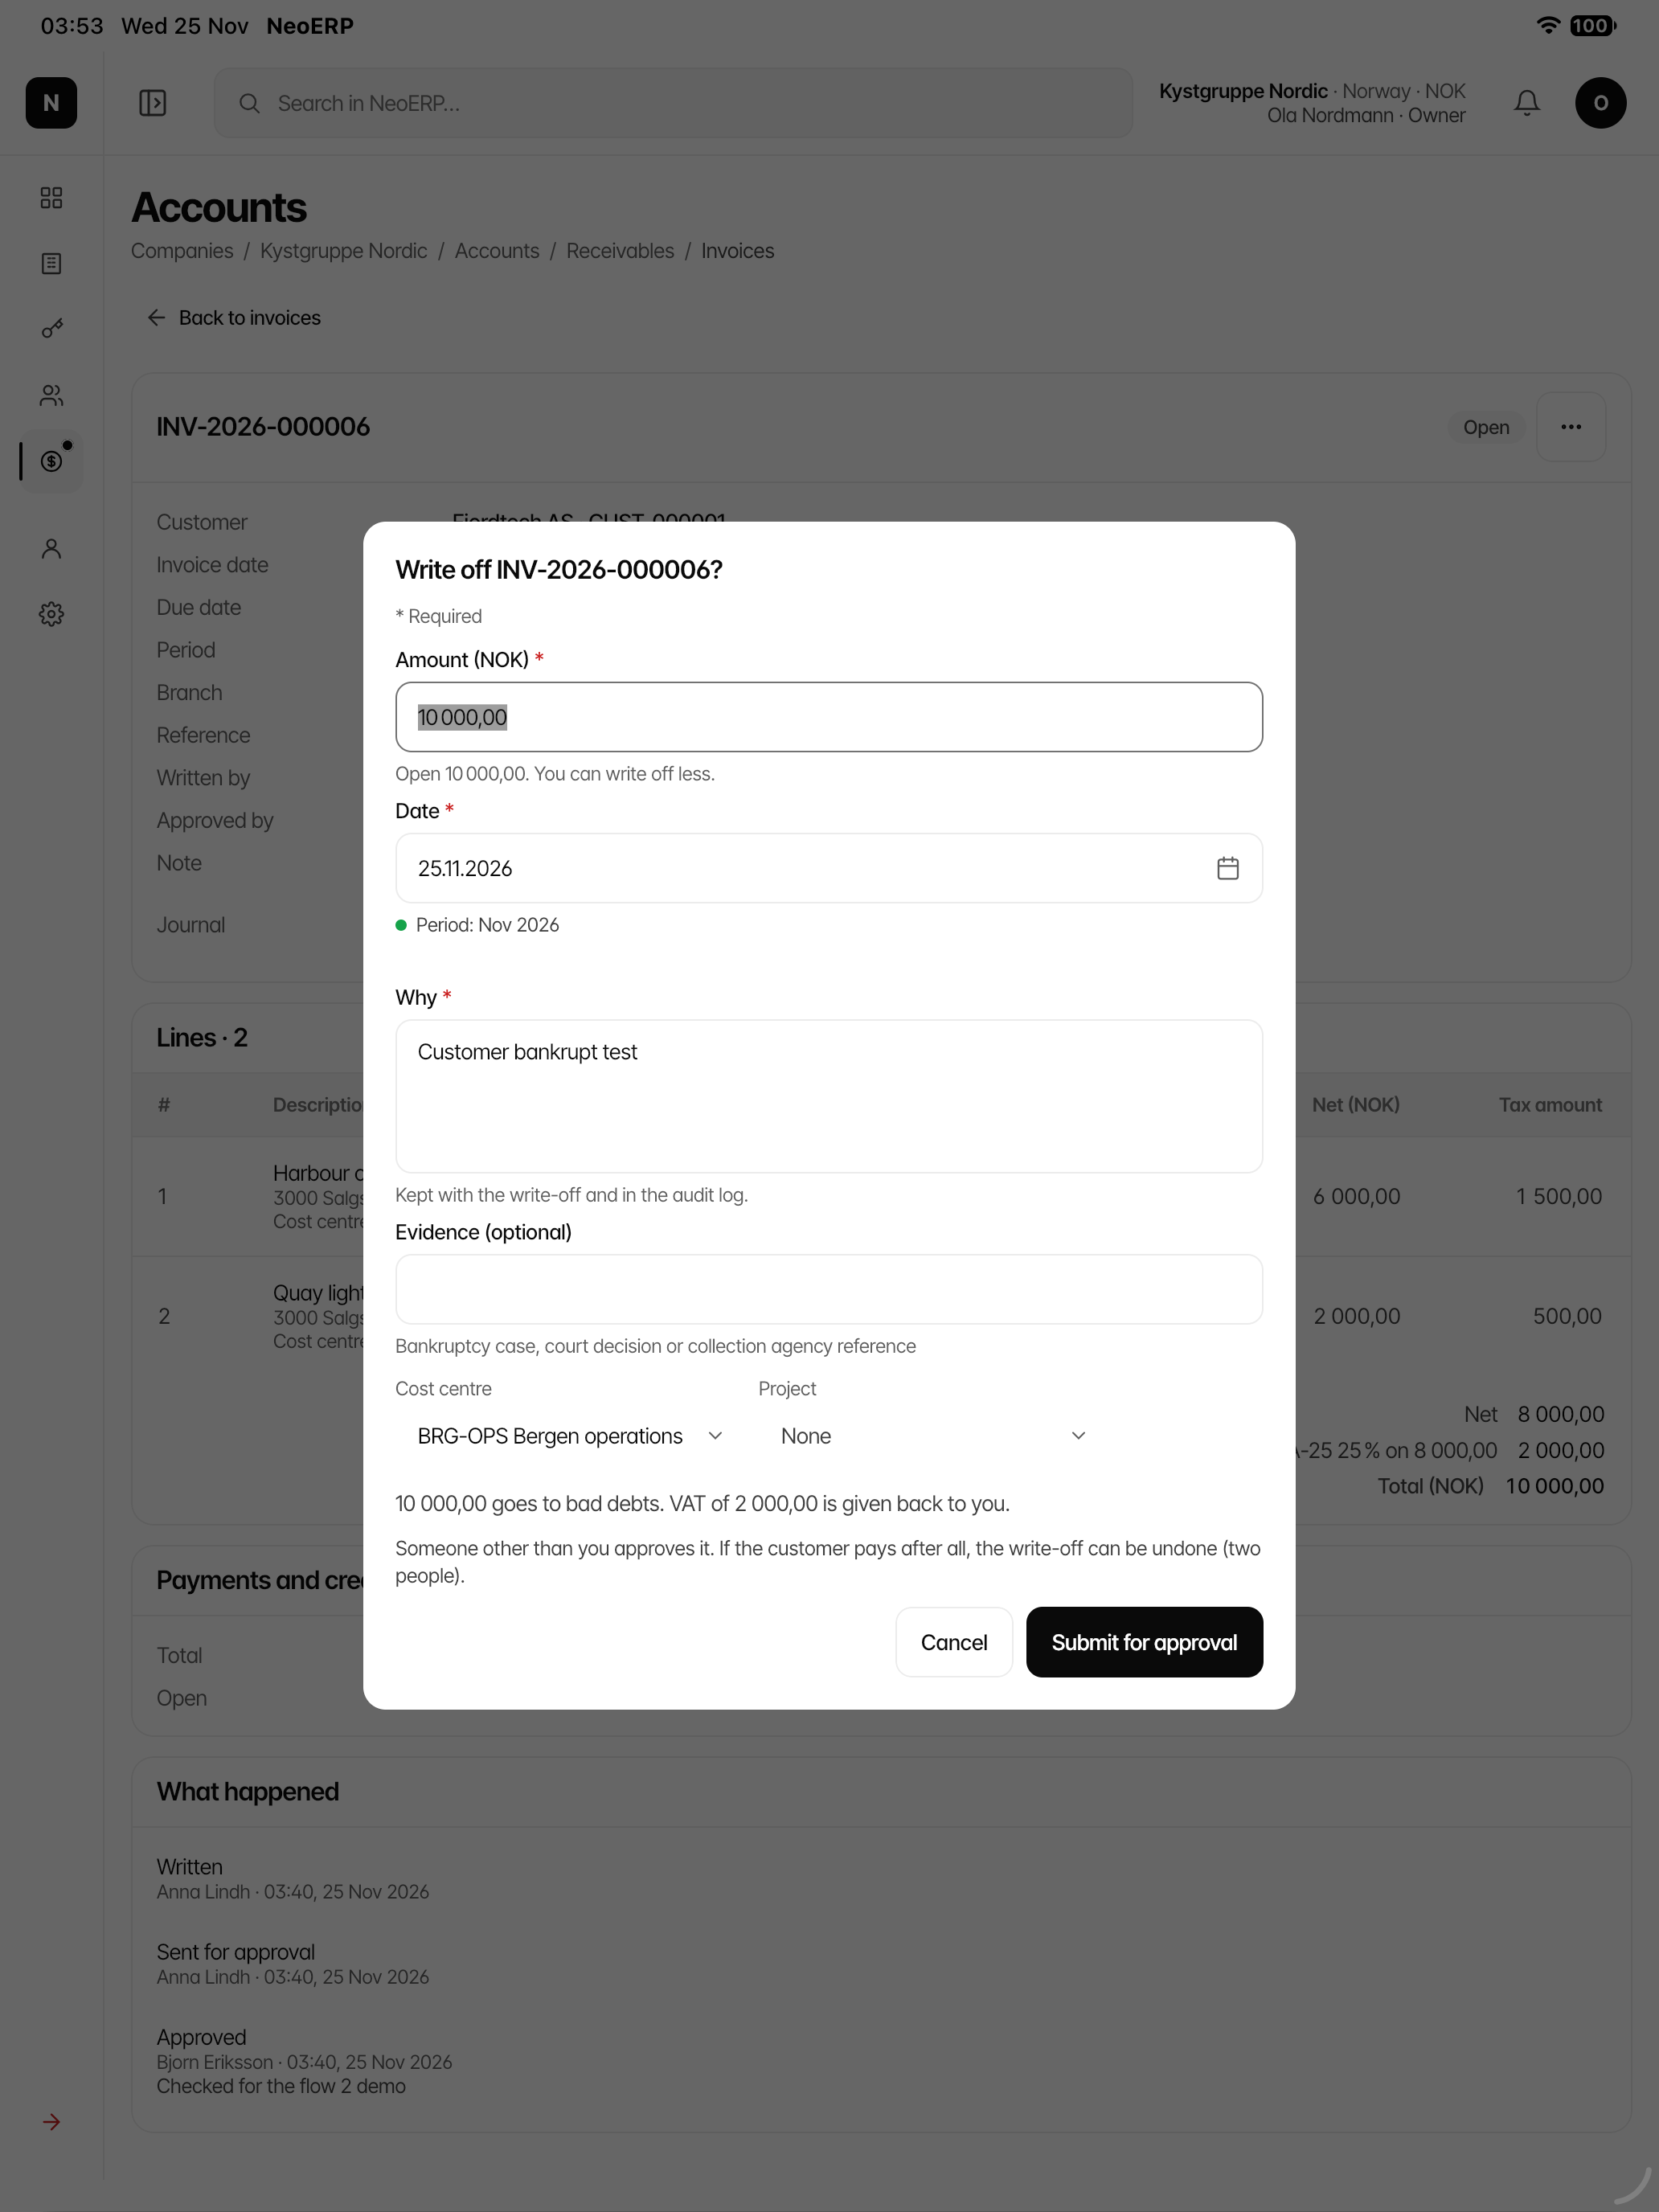 03:53 Wed 25 Nov NeoERP
100
N
Search in NeoERP...
Kystgruppe Nordic · Norway · NOK
Ola Nordmann · Owner
O
Accounts
Companies / Kystgruppe Nordic / Accounts / Receivables / Invoices
Back to invoices
INV-2026-000006
Open
Customer
Invoice date
Due date
Period
Branch
Reference
Written by
Approved by
Note
Journal
Write off INV-2026-000006?
* Required
Amount (NOK) *
10 000,00
Open 10 000,00. You can write off less.
Date *
25.11.2026
Period: Nov 2026
Why *
Customer bankrupt test
Kept with the write-off and in the audit log.
Evidence (optional)
Bankruptcy case, court decision or collection agency reference
Cost centre Project
BRG-OPS Bergen operations None
10 000,00 goes to bad debts. VAT of 2 000,00 is given back to you.
Someone other than you approves it. If the customer pays after all, the write-off can be undone (two
people).
Cancel Submit for approval
Lines · 2
# Net (NOK) Tax amount
1 Harbour 6 000,00 1 500,00
3000
Cost centre
2 Quay 2 000,00 500,00
3000
Cost centre
Net 8 000,00
-25 25 % on 8 000,00 2 000,00
Total (NOK) 10 000,00
Payments and
Total
Open
What happened
Written
Anna Lindh · 03:40, 25 Nov 2026
Sent for approval
Anna Lindh · 03:40, 25 Nov 2026
Approved
Bjorn Eriksson · 03:40, 25 Nov 2026
Checked for the flow 2 demo